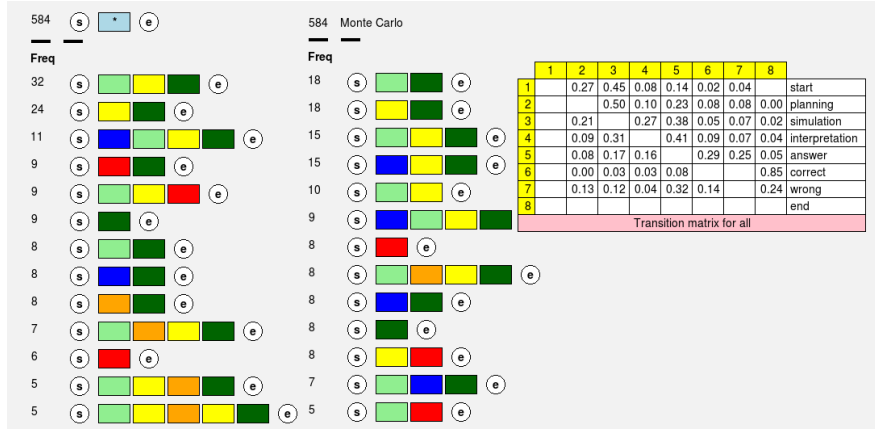 584 s * e
Freq
32 s e
24 s e
11 s e
9 s e
9 s e
9 s e
8 s e
8 s e
8 s e
7 s e
6 s e
5 s e
5 s e
584 Monte Carlo
Freq
18 s e
18 s e
15 s e
15 s e
10 s e
9 s
8 s e
8 s e
8 s e
8 s e
8 s e
7 s e
5 s e
1 2 3 4 5 6 7 8
1 0.27 0.45 0.08 0.14 0.02 0.04 start
2 0.50 0.10 0.23 0.08 0.08 0.00 planning
3 0.21 0.27 0.38 0.05 0.07 0.02 simulation
4 0.09 0.31 0.41 0.09 0.07 0.04 interpretation
5 0.08 0.17 0.16 0.29 0.25 0.05 answer
6 0.00 0.03 0.03 0.08 0.85 correct
7 0.13 0.12 0.04 0.32 0.14 0.24 wrong
8 end
Transition matrix for all